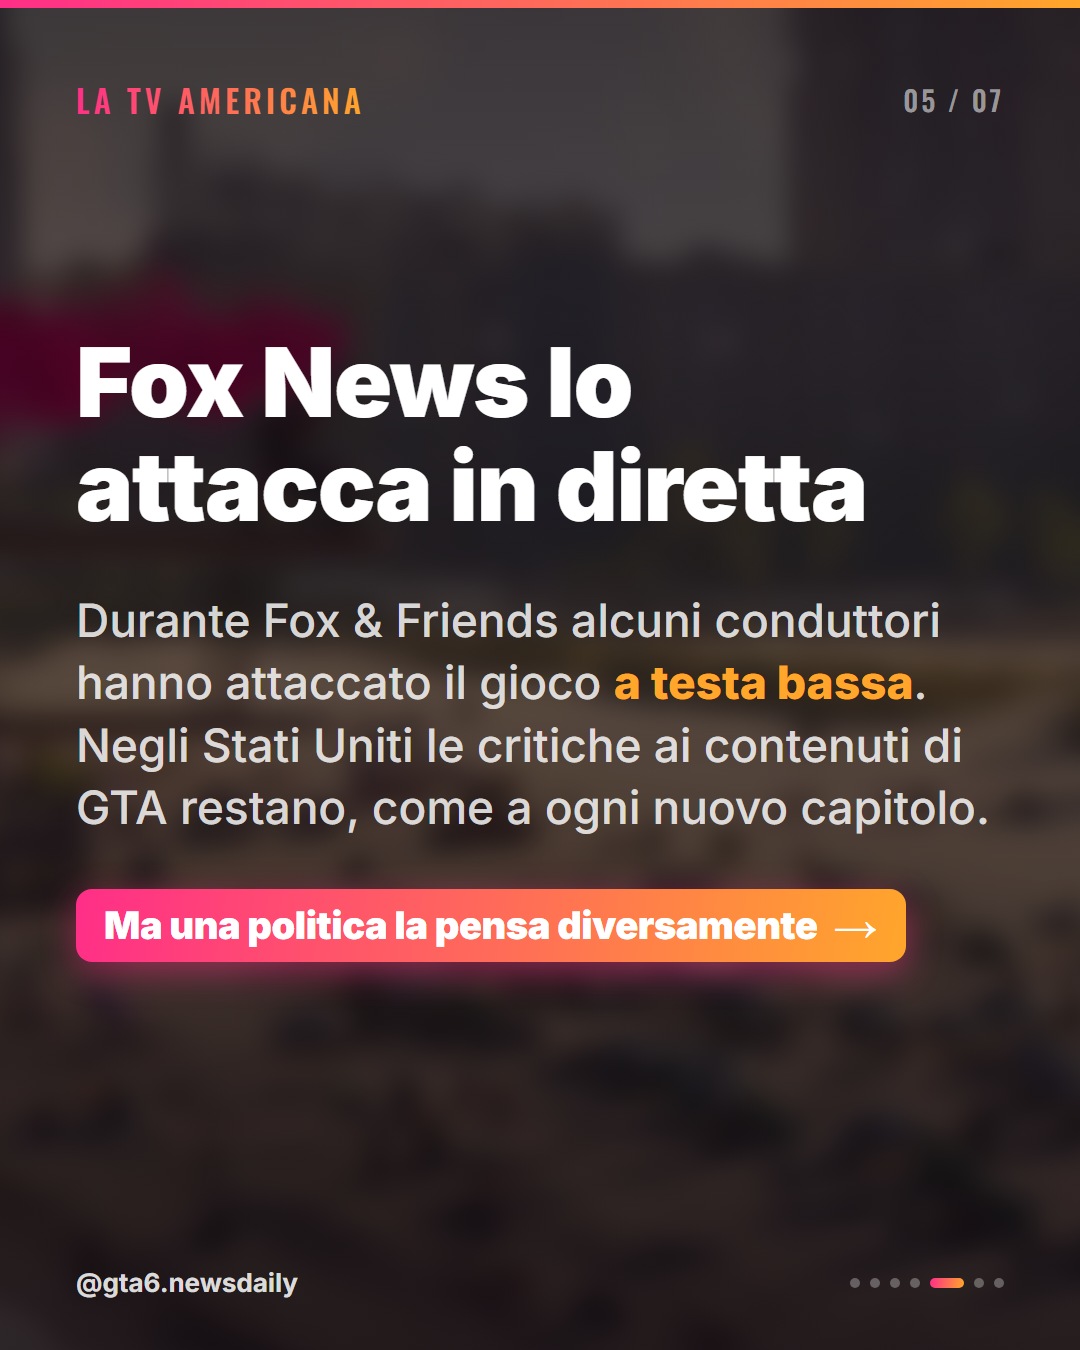 LA TV AMERICANA
05 / 07
Fox News lo
attacca in diretta
Durante Fox & Friends alcuni conduttori
hanno attaccato il gioco a testa bassa.
Negli Stati Uniti le critiche ai contenuti di
GTA restano, come a ogni nuovo capitolo.
Ma una politica la pensa diversamente →
@gta6.newsdaily